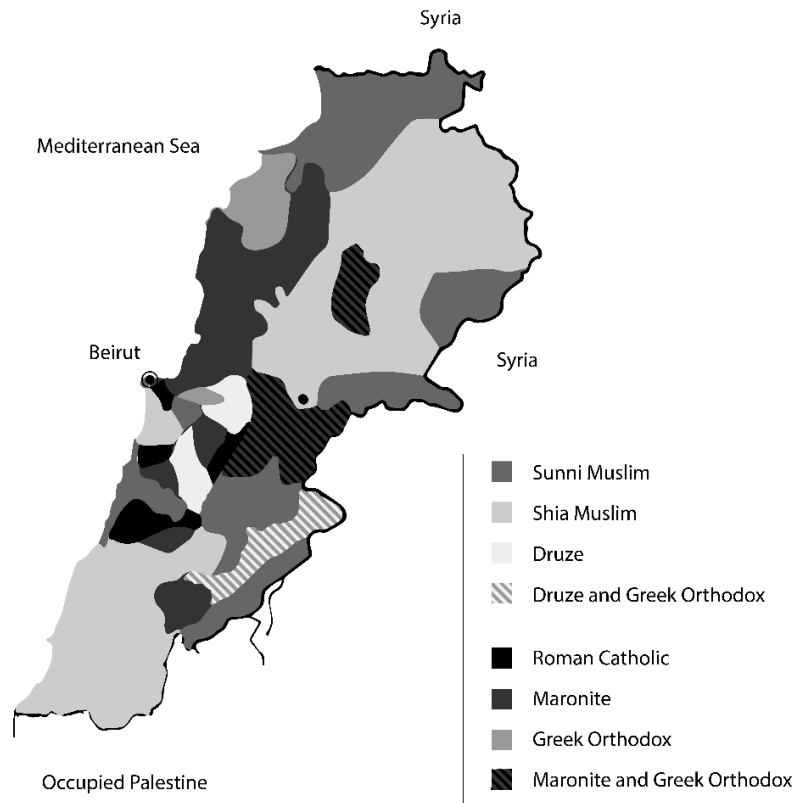 Syria
Mediterranean Sea
Beirut
Syria
Sunni Muslim
Shia Muslim
Druze
Druze and Greek Orthodox
Roman Catholic
Maronite
Greek Orthodox
Maronite and Greek Orthodox
Occupied Palestine